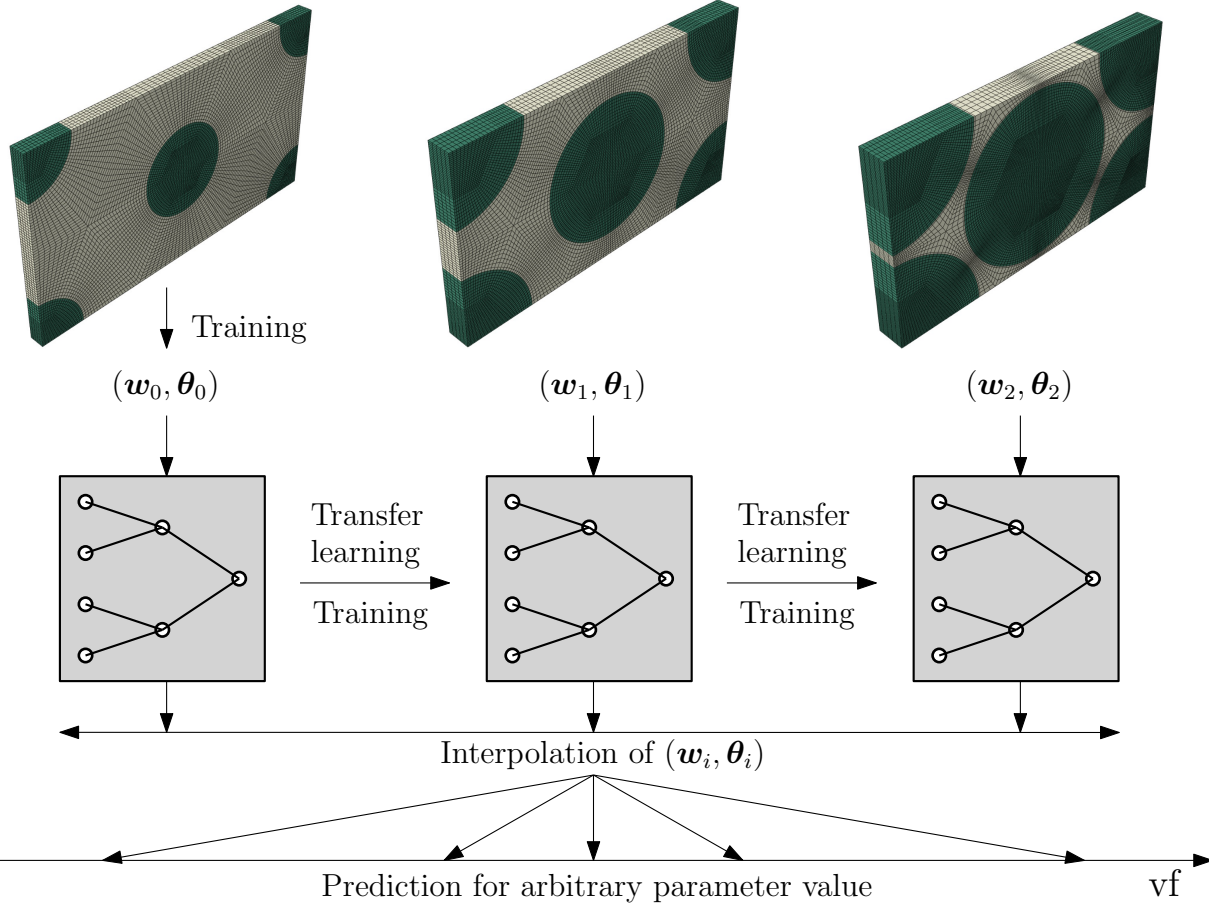 Training
(w₀, θ₀) (w₁, θ₁) (w₂, θ₂)
Transfer
learning
Training
Transfer
learning
Training
Interpolation of (wᵢ, θᵢ)
Prediction for arbitrary parameter value
vf